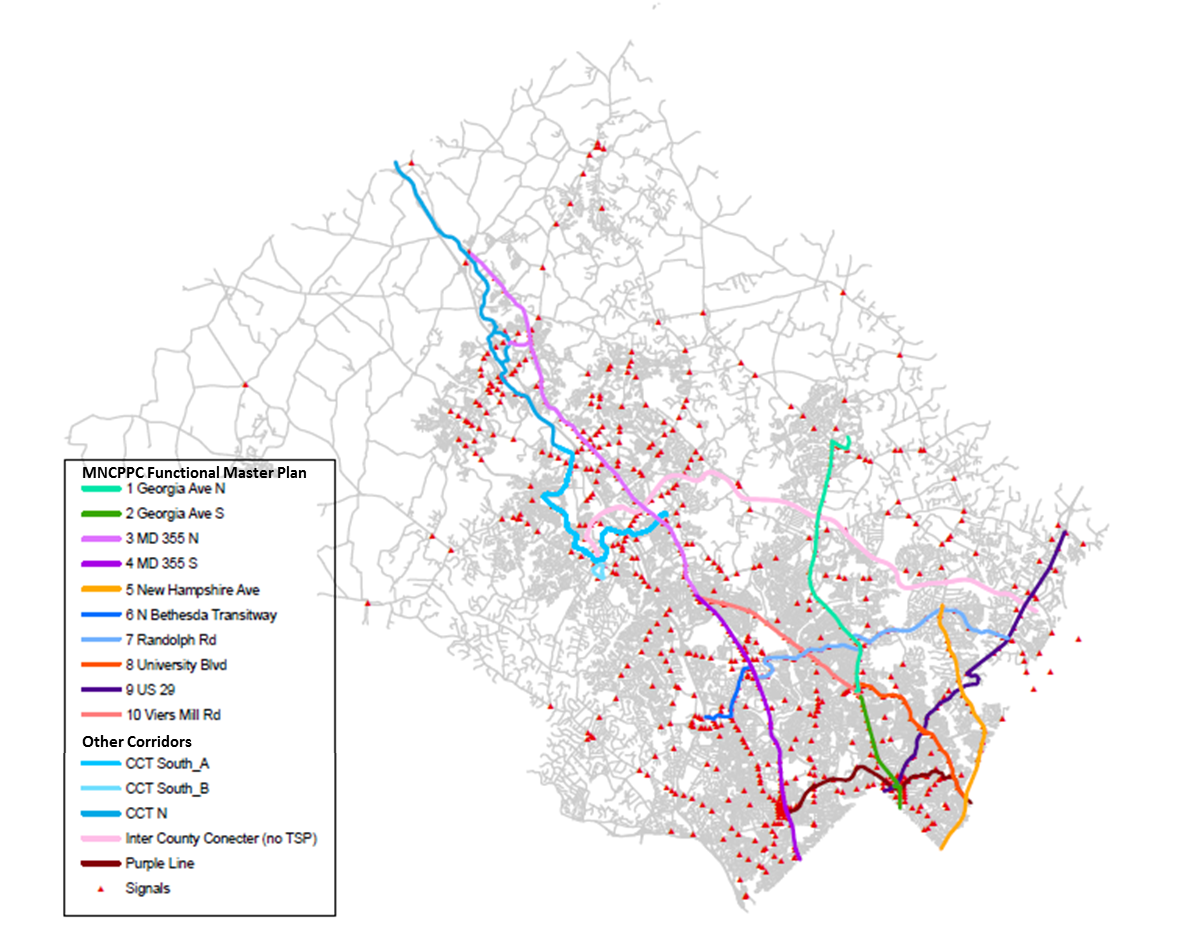 MNCPPC Functional Master Plan
1 Georgia Ave N
2 Georgia Ave S
3 MD 355 N
4 MD 355 S
5 New Hampshire Ave
6 N Bethesda Transitway
7 Randolph Rd
8 University Blvd
9 US 29
10 Viers Mill Rd
Other Corridors
CCT South_A
CCT South_B
CCT N
Inter County Conecter (no TSP)
Purple Line
Signals